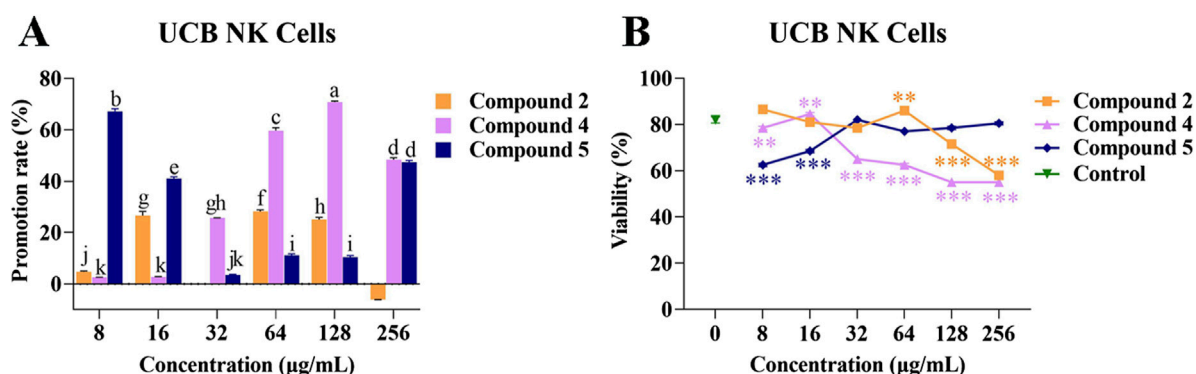 A
UCB NK Cells
Promotion rate (%)
80
60
40
20
0
j
k
b
g
k
e
gh
jk
f
c
i
h
a
i
d
d
8
16
32
64
128
256
Concentration (μg/mL)
Compound 2
Compound 4
Compound 5
B
UCB NK Cells
Viability (%)
100
80
60
40
20
0
**
***
**
***
***
**
***
***
***
***
***
0
8
16
32
64
128
256
Concentration (μg/mL)
Compound 2
Compound 4
Compound 5
Control